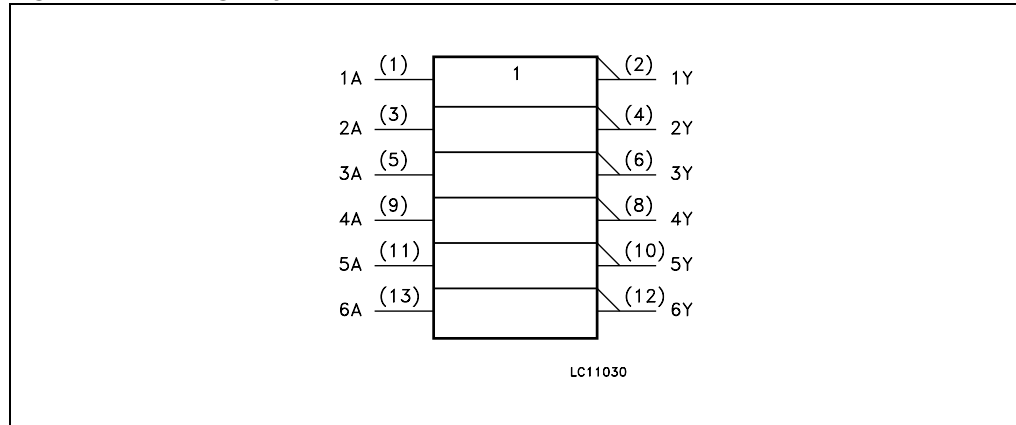 1A (1) 1 (2) 1Y
2A (3) (4) 2Y
3A (5) (6) 3Y
4A (9) (8) 4Y
5A (11) (10) 5Y
6A (13) (12) 6Y
LC11030